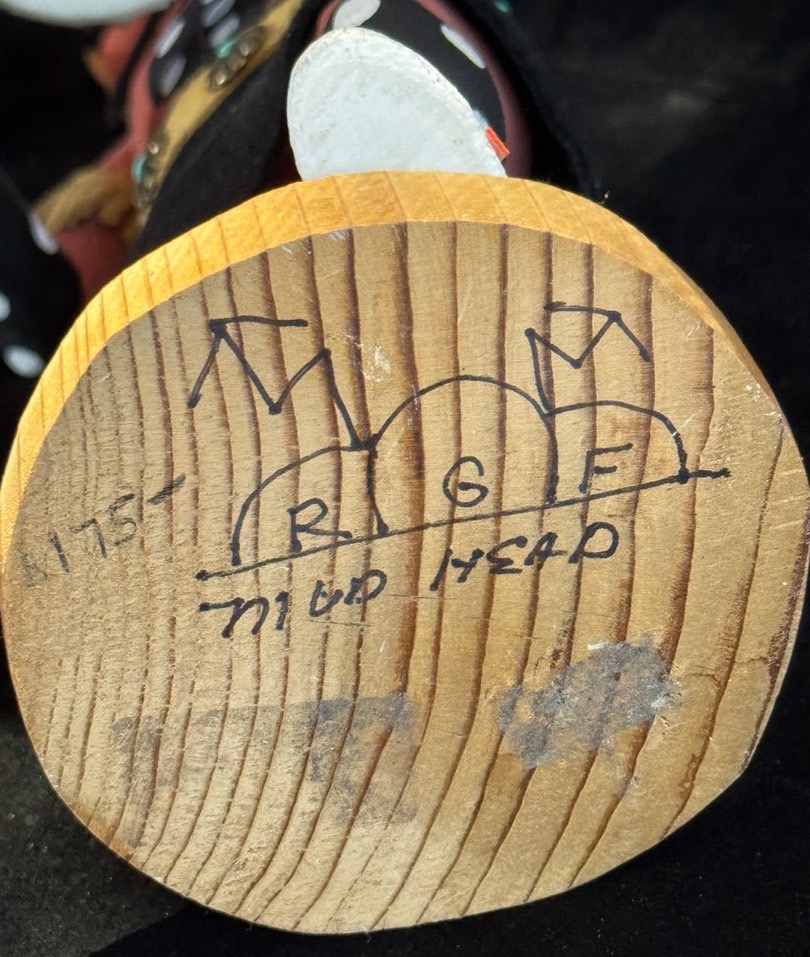 R G F
175-
MUD HEAD